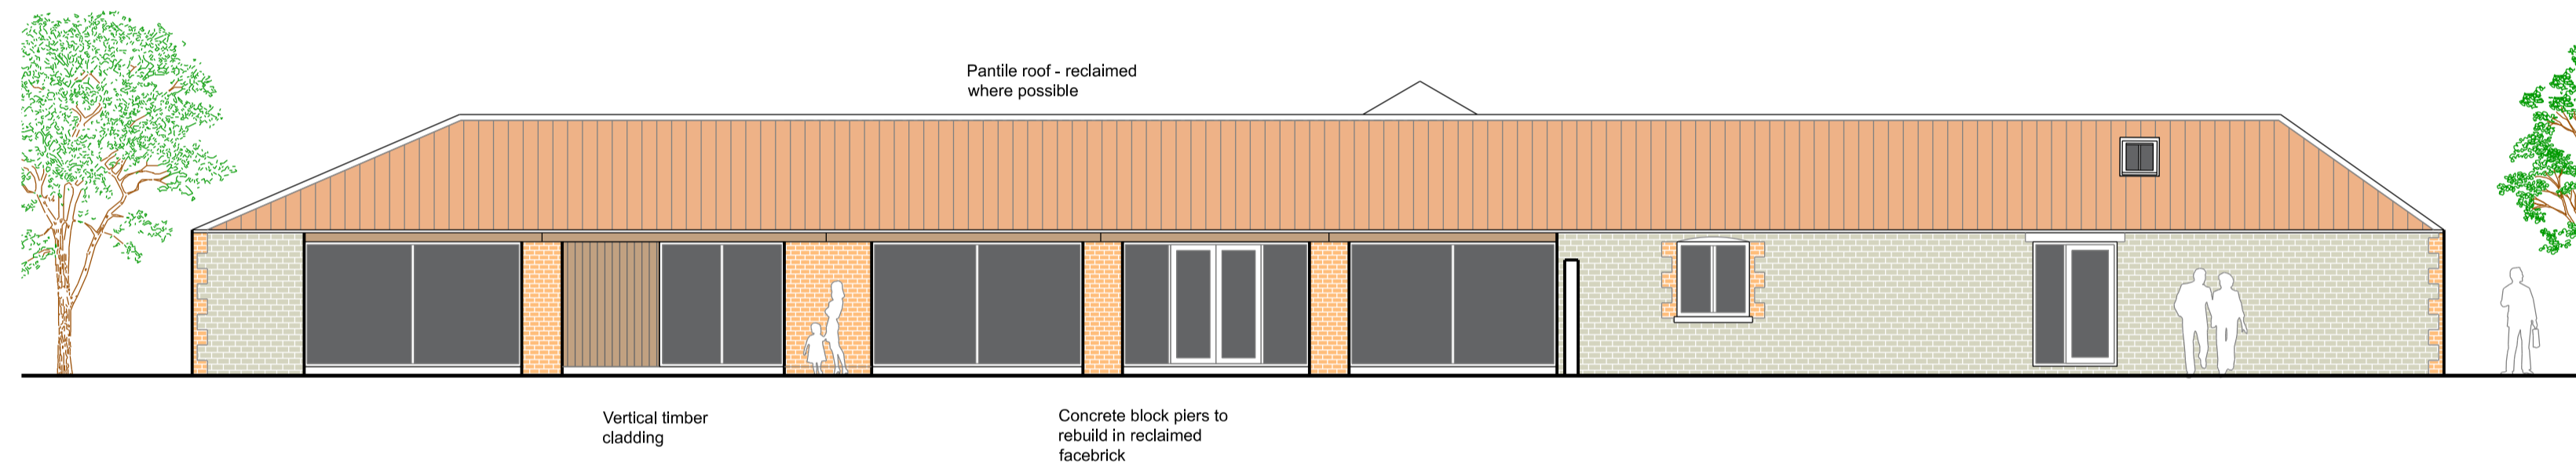 Pantile roof - reclaimed
where possible
Vertical timber
cladding
Concrete block piers to
rebuild in reclaimed
facebrick